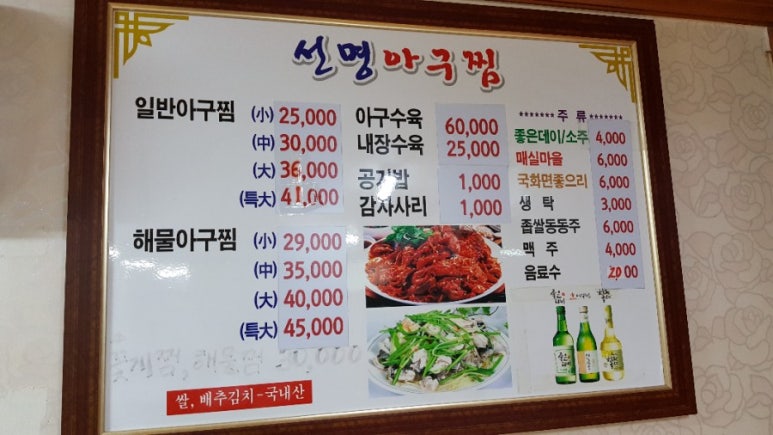 선명아구찜
일반아구찜 (小) 25,000
(中) 30,000
(大) 36,000
(특大) 41,000
해물아구찜 (小) 29,000
(中) 35,000
(大) 40,000
(특大) 45,000
해물찜 50,000
쌀, 배추김치-국내산
아구수육 60,000
내장수육 25,000
공기밥 1,000
감자사리 1,000
******* 주 류 *******
좋은데이/소주 4,000
매실마을 6,000
국화면좋으리 6,000
생 탁 3,000
좁쌀동동주 6,000
맥 주 4,000
음료수 2000